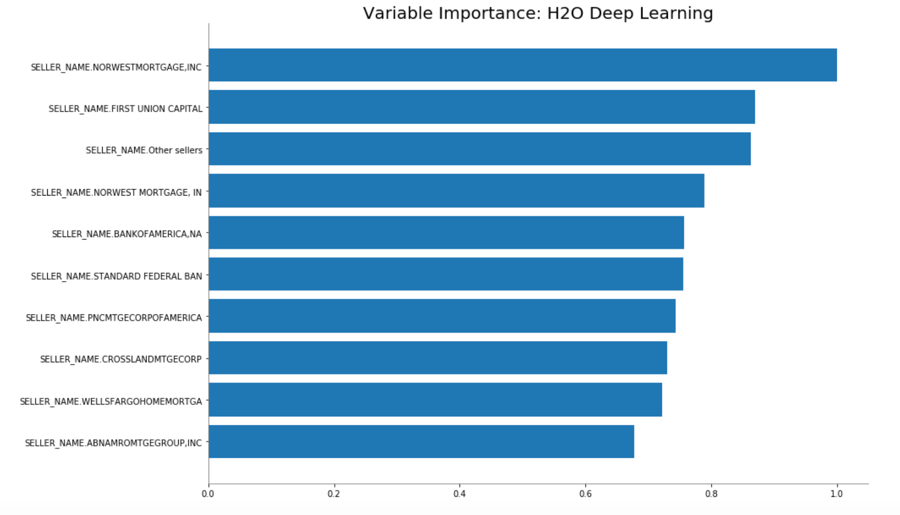 Variable Importance: H2O Deep Learning
SELLER_NAME.NORWESTMORTGAGE,INC
SELLER_NAME.FIRST UNION CAPITAL
SELLER_NAME.Other sellers
SELLER_NAME.NORWEST MORTGAGE, IN
SELLER_NAME.BANKOFAMERICA,NA
SELLER_NAME.STANDARD FEDERAL BAN
SELLER_NAME.PNCMTGECORPOFAMERICA
SELLER_NAME.CROSSLANDMTGECORP
SELLER_NAME.WELLSFARGOHOMEMORTGA
SELLER_NAME.ABNAMROMTGEGROUP,INC
0.0 0.2 0.4 0.6 0.8 1.0